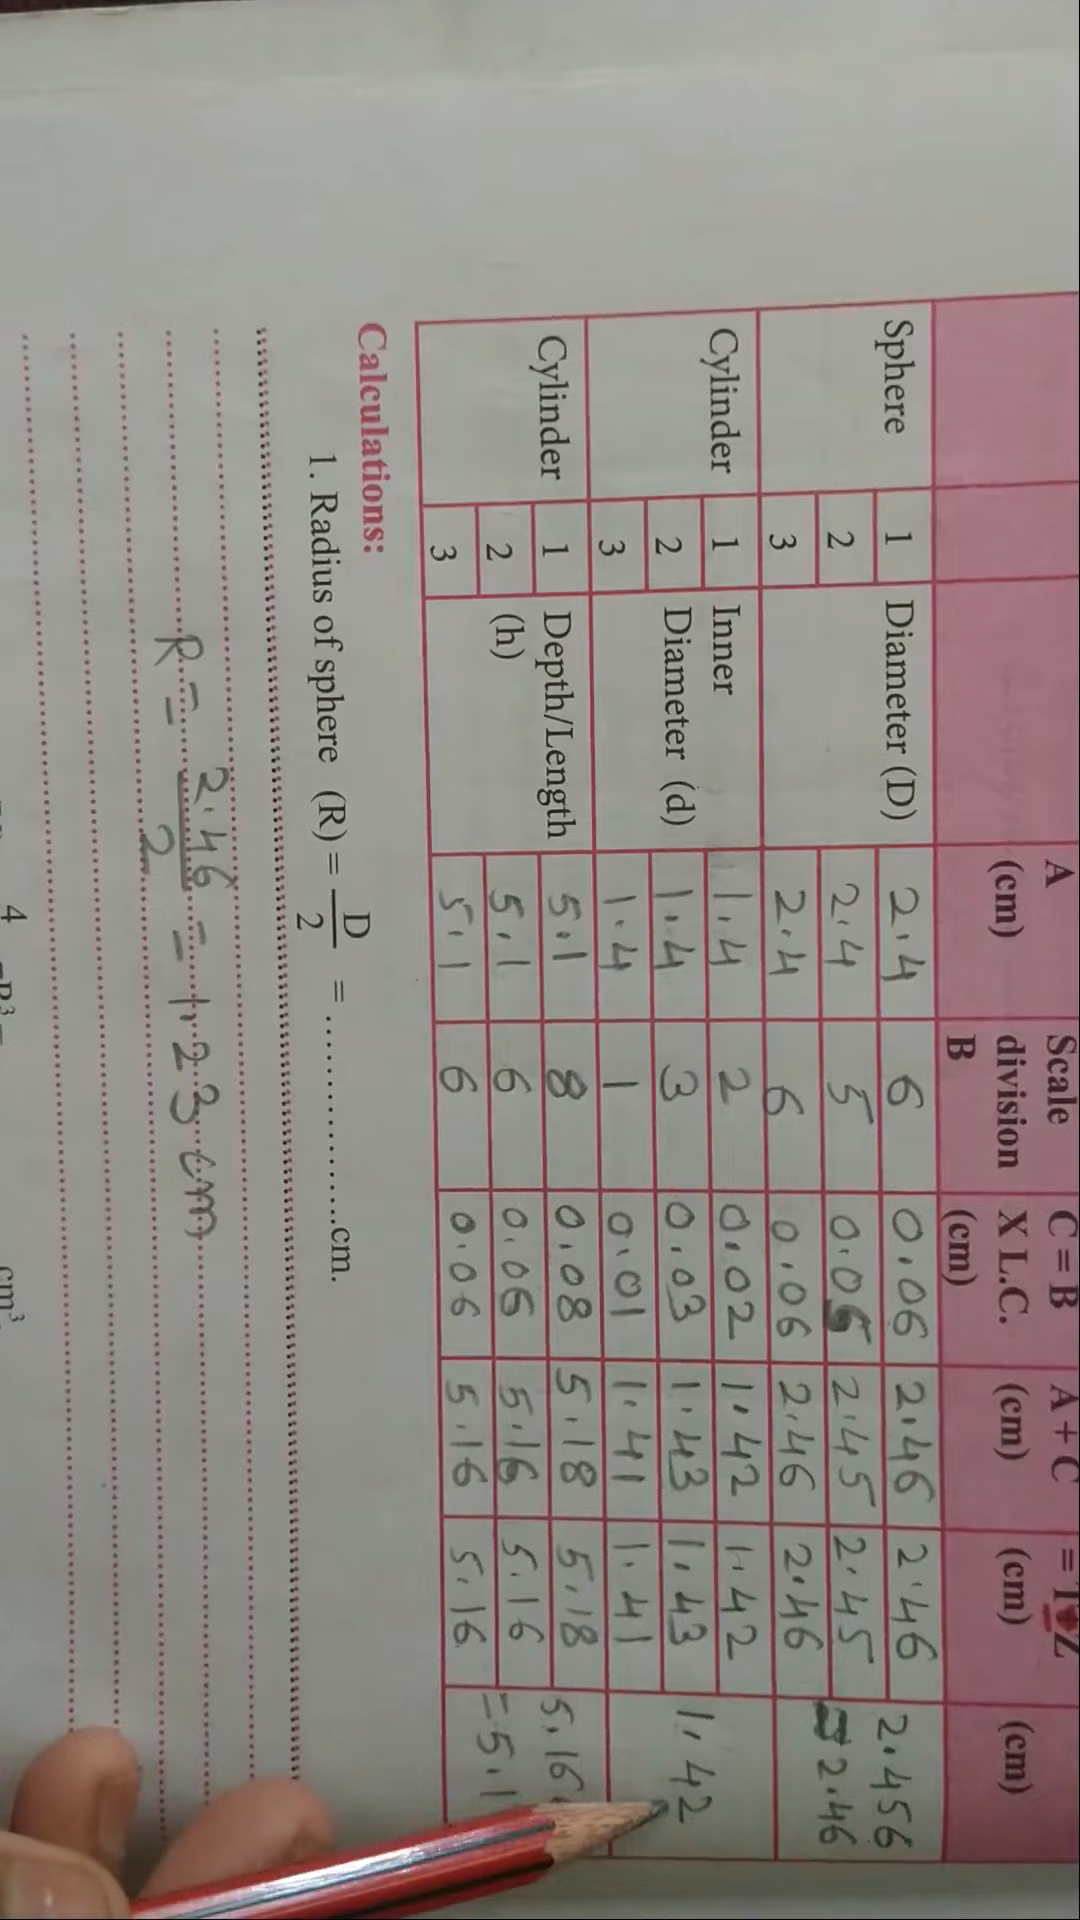 A Scale C = B A + C
(cm) division X L.C. (cm) (cm) (cm)
B (cm)
Sphere 1 Diameter (D) 2.4 6 0.06 2.46 2.46 2.456
2 2.4 5 0.05 2.45 2.45 2.46
3 2.4 6 0.06 2.46 2.46
Cylinder 1 Inner 1.4 2 0.02 1.42 1.42 1.42
2 Diameter (d) 1.4 3 0.03 1.43 1.43
3 1.4 1 0.01 1.41 1.41
Cylinder 1 Depth/Length 5.1 8 0.08 5.18 5.18 5.16
2 (h) 5.1 6 0.06 5.16 5.16 = 5.1
3 5.1 6 0.06 5.16 5.16
Calculations:
1. Radius of sphere (R) = D/2 = ..............cm.
R = 2.46/2 = 1.23 cm
4 cm³